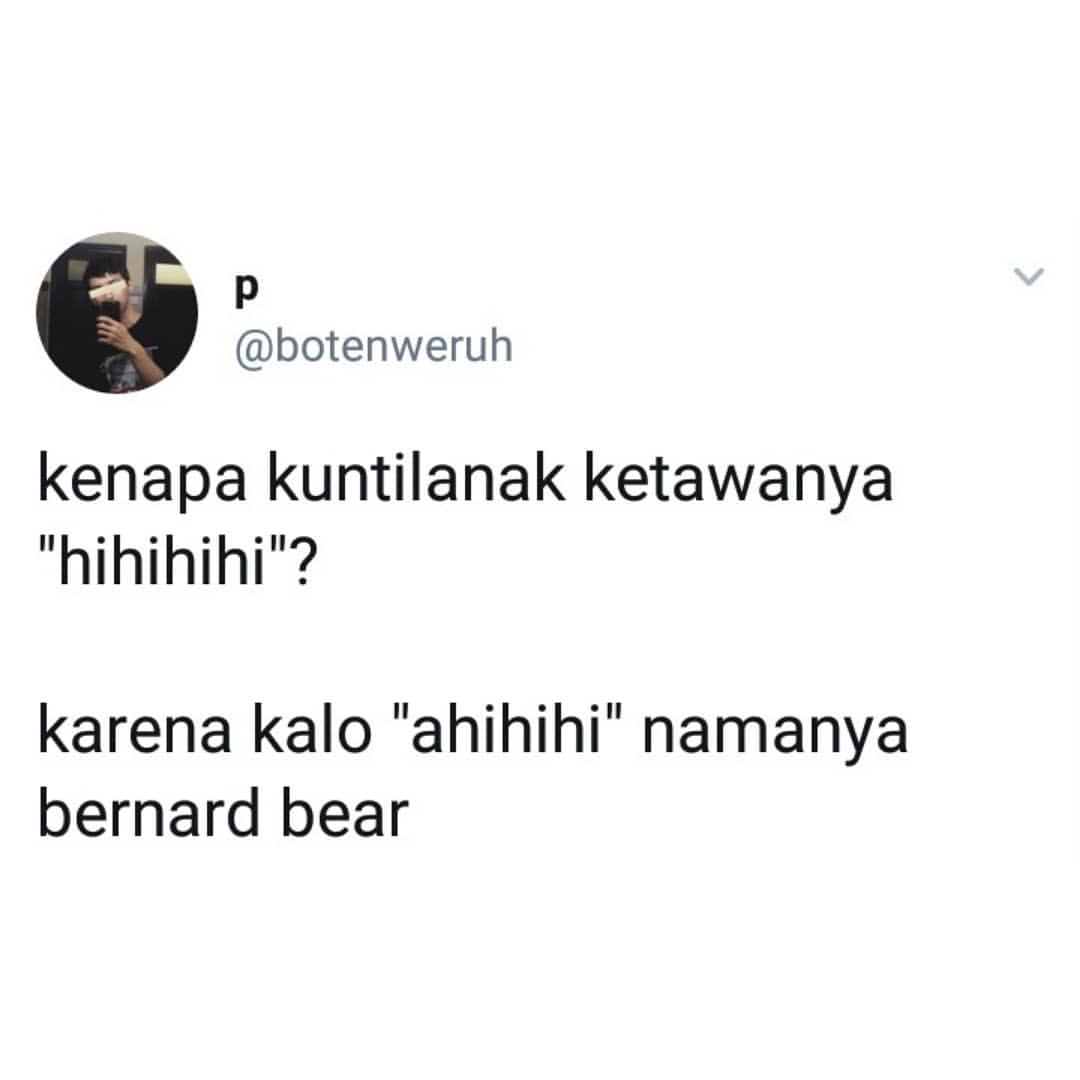 p
@botenweruh
kenapa kuntilanak ketawanya
"hihihihi"?
karena kalo "ahihihi" namanya
bernard bear